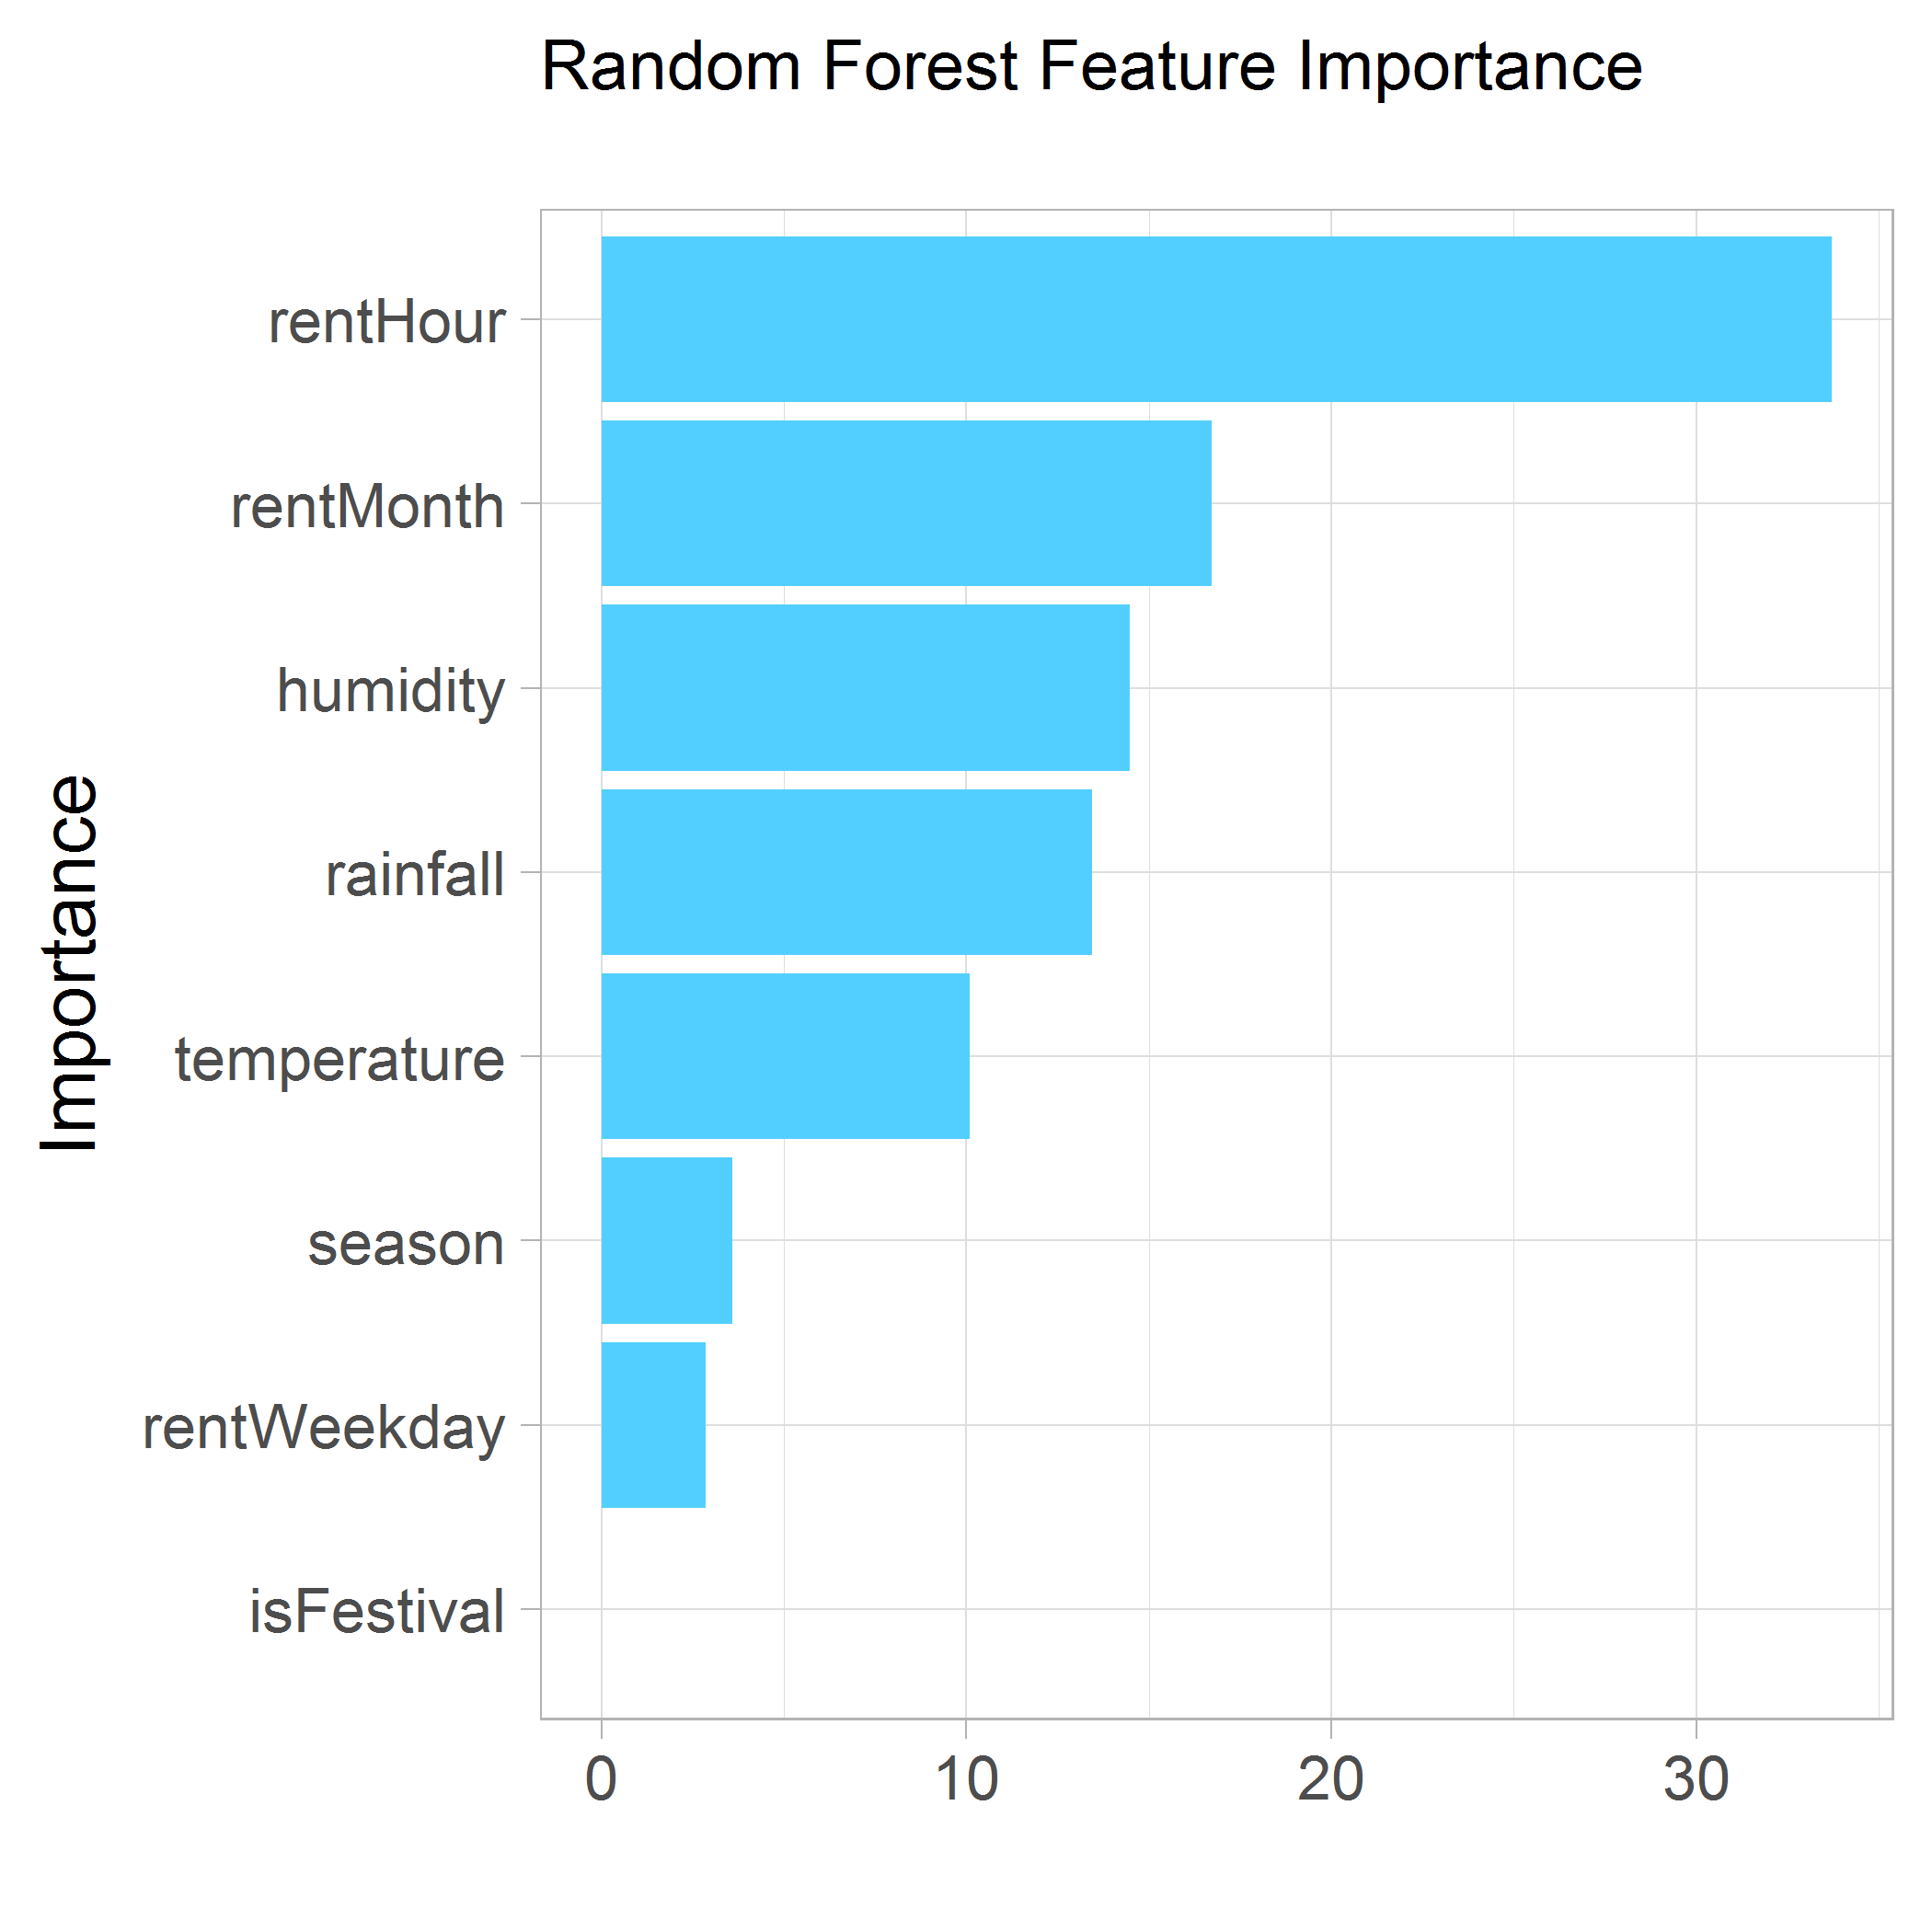 Random Forest Feature Importance
Importance
rentHour
rentMonth
humidity
rainfall
temperature
season
rentWeekday
isFestival
0 10 20 30